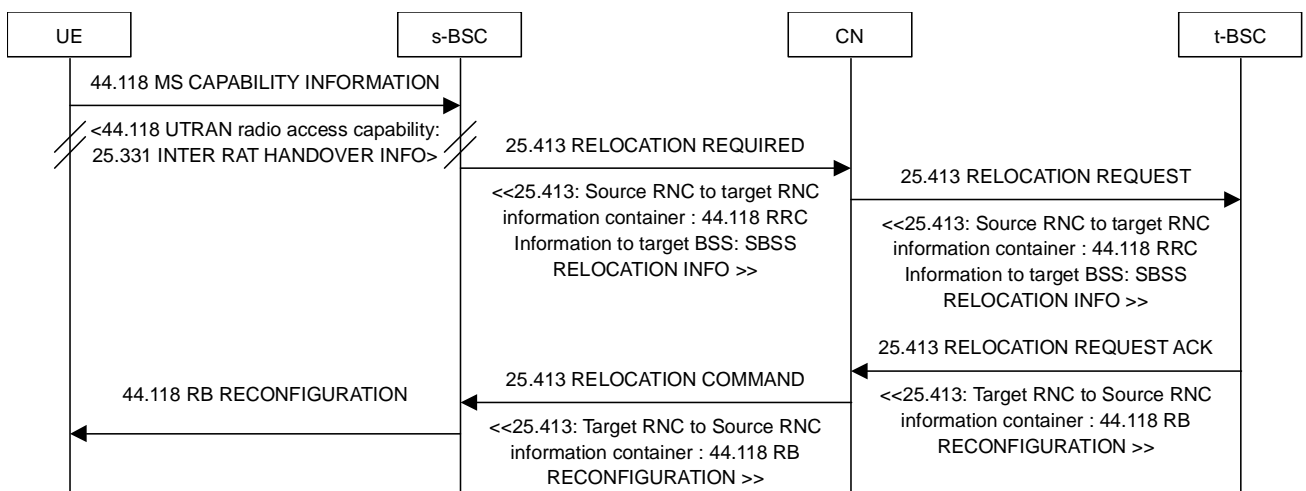 UE
s-BSC
CN
t-BSC
44.118 MS CAPABILITY INFORMATION
<44.118 UTRAN radio access capability:
25.331 INTER RAT HANDOVER INFO>
25.413 RELOCATION REQUIRED
<<25.413: Source RNC to target RNC
information container : 44.118 RRC
Information to target BSS: SBSS
RELOCATION INFO >>
25.413 RELOCATION REQUEST
<<25.413: Source RNC to target RNC
information container : 44.118 RRC
Information to target BSS: SBSS
RELOCATION INFO >>
25.413 RELOCATION REQUEST ACK
<<25.413: Target RNC to Source RNC
information container : 44.118 RB
RECONFIGURATION >>
25.413 RELOCATION COMMAND
<<25.413: Target RNC to Source RNC
information container : 44.118 RB
RECONFIGURATION >>
44.118 RB RECONFIGURATION